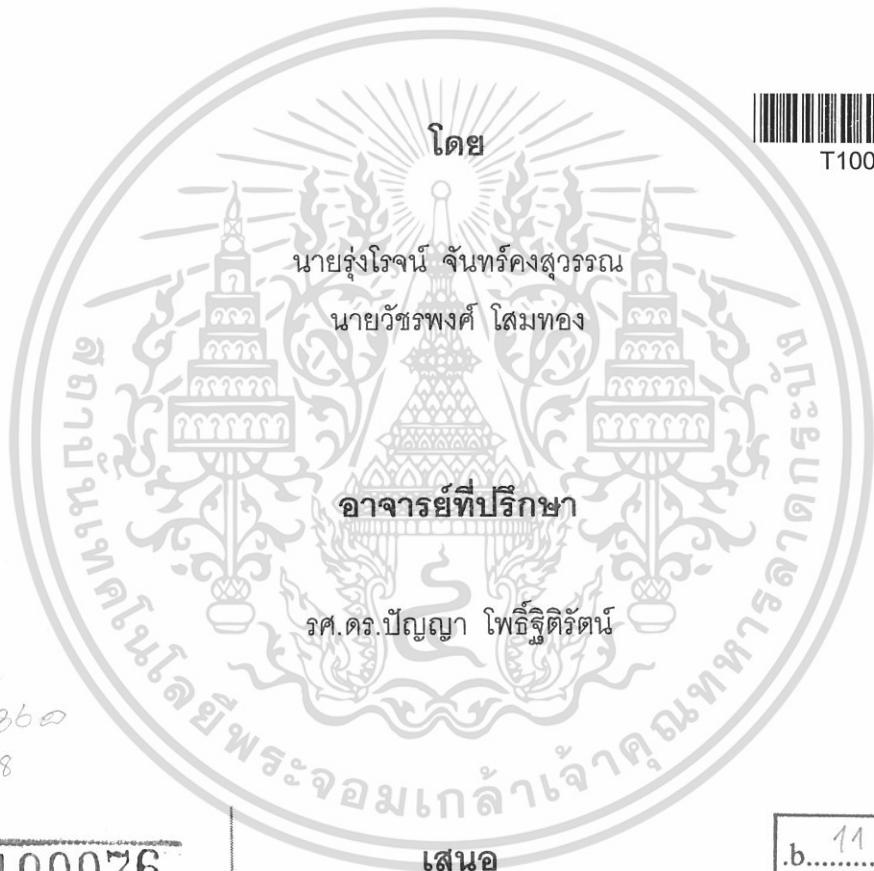 โดย
T100
นายรุ่งโรจน์ จันทร์คงสุวรรณ
นายวัชรพงศ์ โสมทอง
อาจารย์ที่ปรึกษา
รศ.ดร.ปัญญา โพธิ์ฐิติรัตน์
สถาบันเทคโนโลยีพระจอมเกล้าเจ้าคุณทหารลาดกระบัง
เสนอ
.b 11